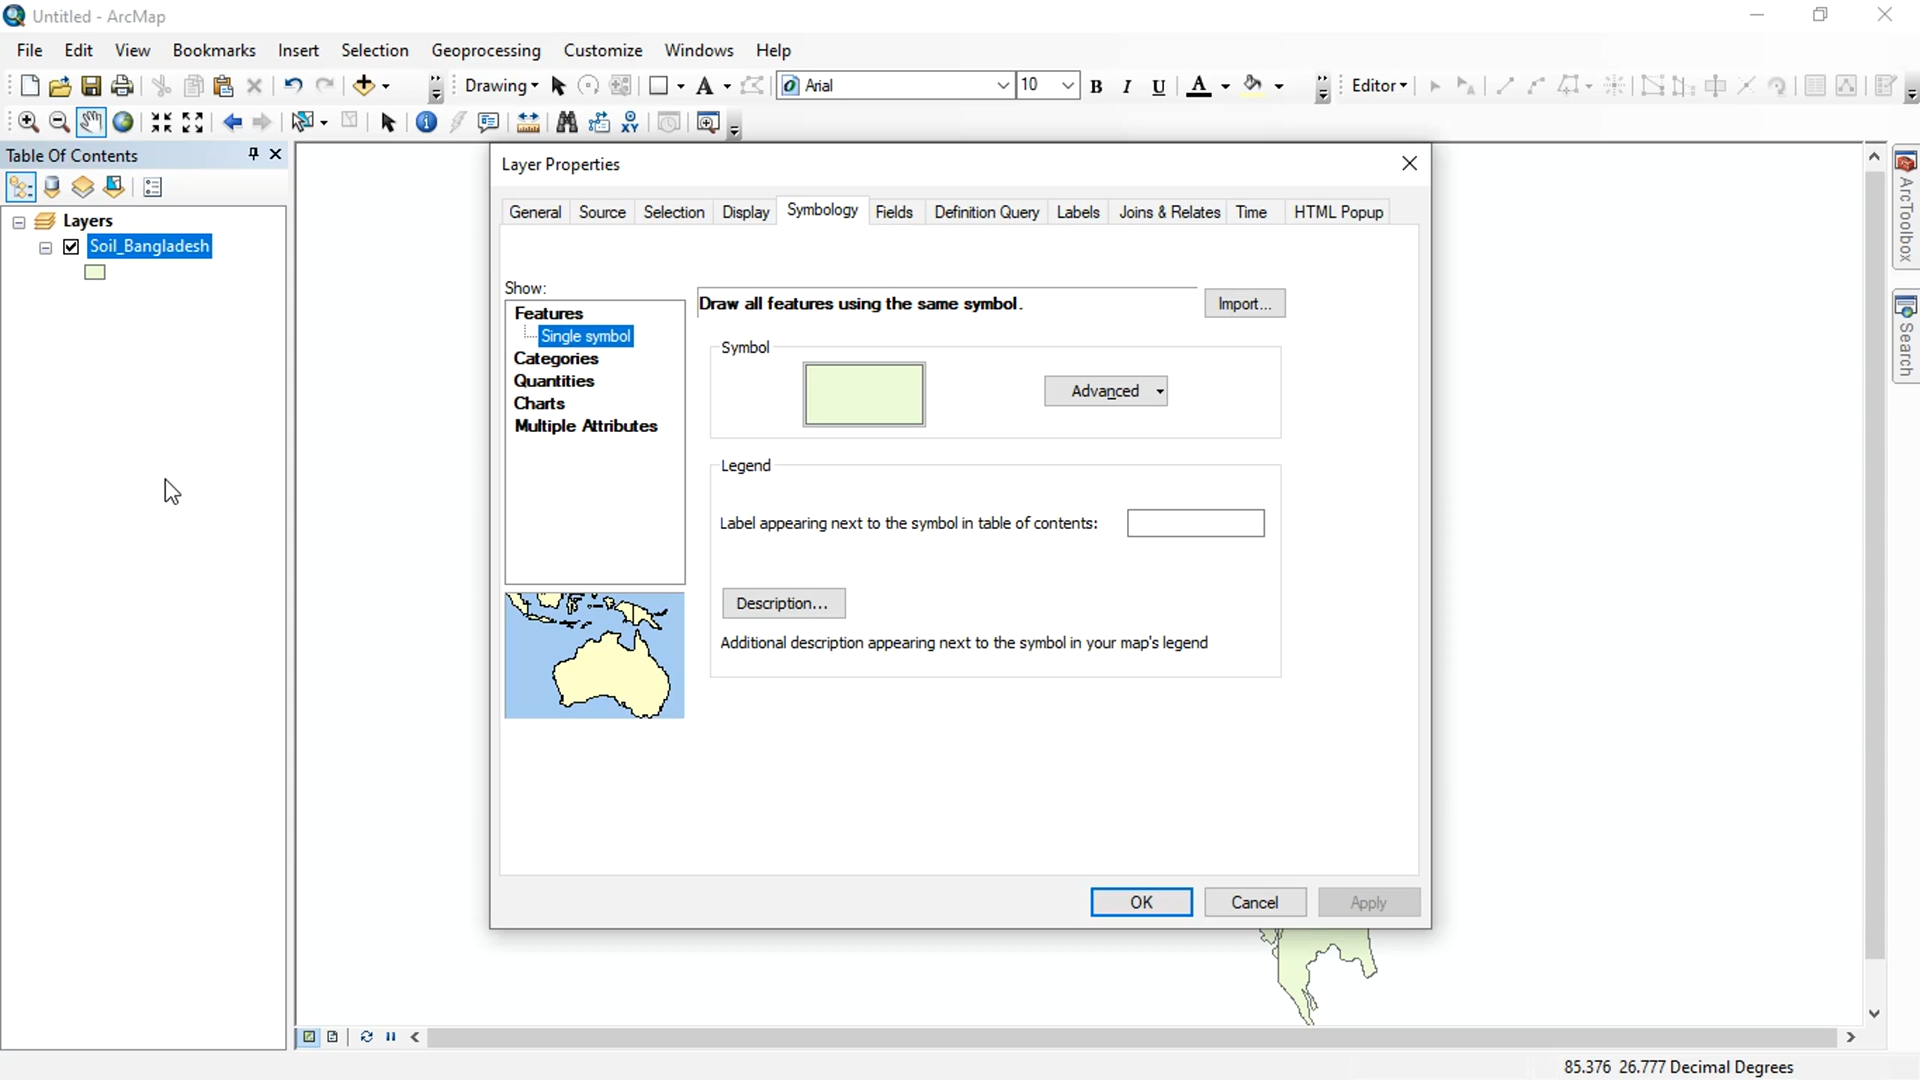 Untitled - ArcMap
File Edit View Bookmarks Insert Selection Geoprocessing Customize Windows Help
Drawing Arial 10 B I U A Editor
Table Of Contents
Layers
Soil_Bangladesh
Layer Properties
General Source Selection Display Symbology Fields Definition Query Labels Joins & Relates Time HTML Popup
Show:
Features
Single symbol
Categories
Quantities
Charts
Multiple Attributes
Draw all features using the same symbol.
Import...
Symbol
Advanced
Legend
Label appearing next to the symbol in table of contents:
Description...
Additional description appearing next to the symbol in your map's legend
OK Cancel Apply
ArcToolbox
Search
85.376 26.777 Decimal Degrees